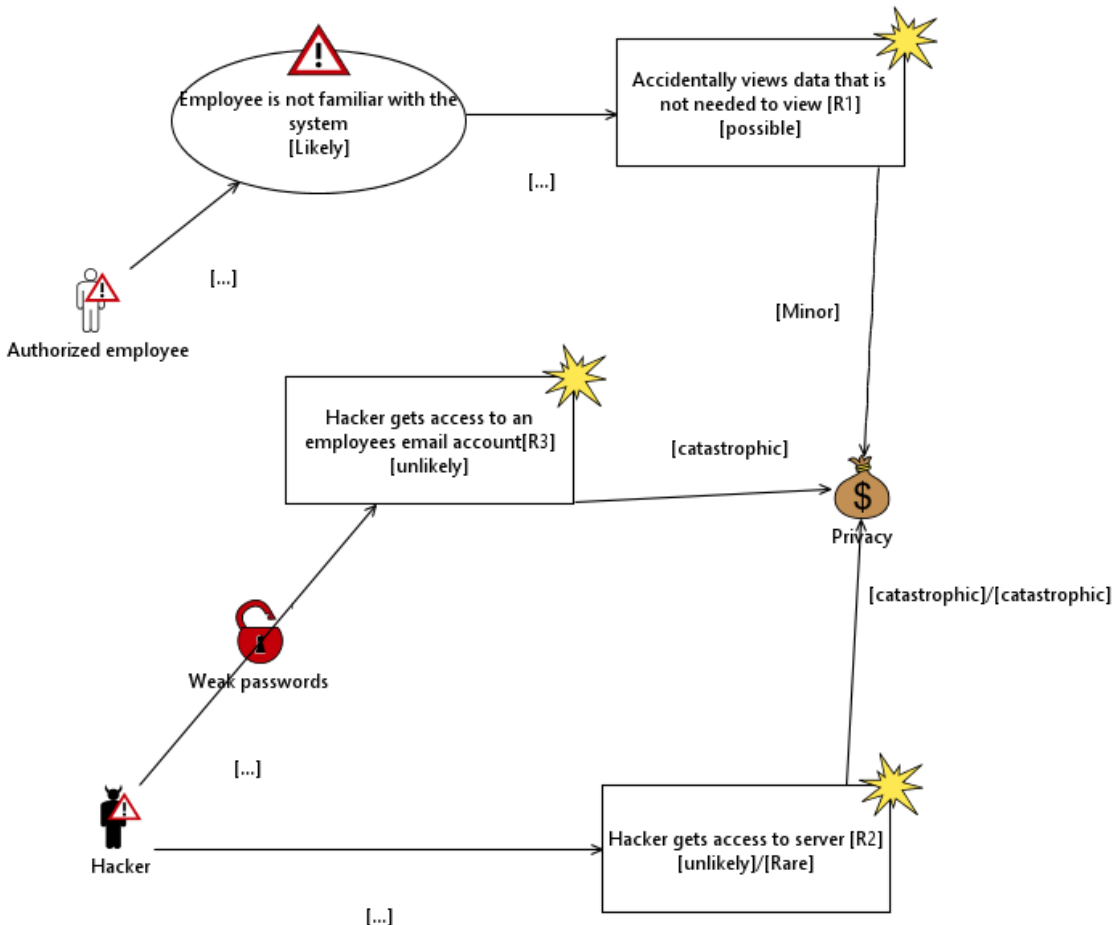 Employee is not familiar with the
system
[Likely]
Accidentally views data that is
not needed to view [R1]
[possible]
[...]
[...]
Authorized employee
[Minor]
Hacker gets access to an
employees email account[R3]
[unlikely]
[catastrophic]
$
Privacy
[catastrophic]/[catastrophic]
Weak passwords
[...]
Hacker
Hacker gets access to server [R2]
[unlikely]/[Rare]
[...]